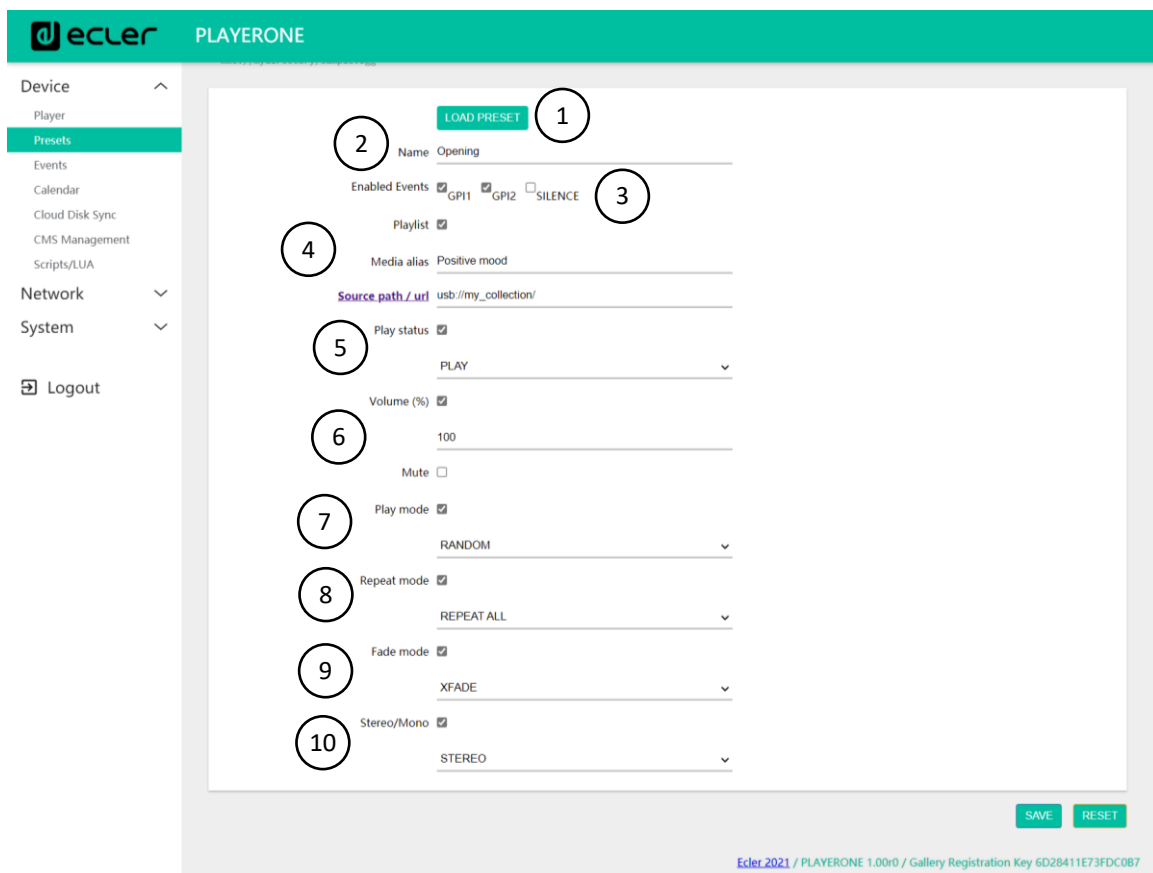 ecler
PLAYERONE
Device
Player
Presets
Events
Calendar
Cloud Disk Sync
CMS Management
Scripts/LUA
Network
System
Logout
LOAD PRESET
1
2
Name Opening
Enabled Events GPI1 GPI2 SILENCE
3
Playlist
4
Media alias Positive mood
Source path / url usb://my_collection/
Play status
5
PLAY
Volume (%)
6
100
Mute
Play mode
7
RANDOM
Repeat mode
8
REPEAT ALL
Fade mode
9
XFADE
Stereo/Mono
10
STEREO
SAVE RESET
Ecler 2021 / PLAYERONE 1.00r0 / Gallery Registration Key 6D28411E73FDC0B7